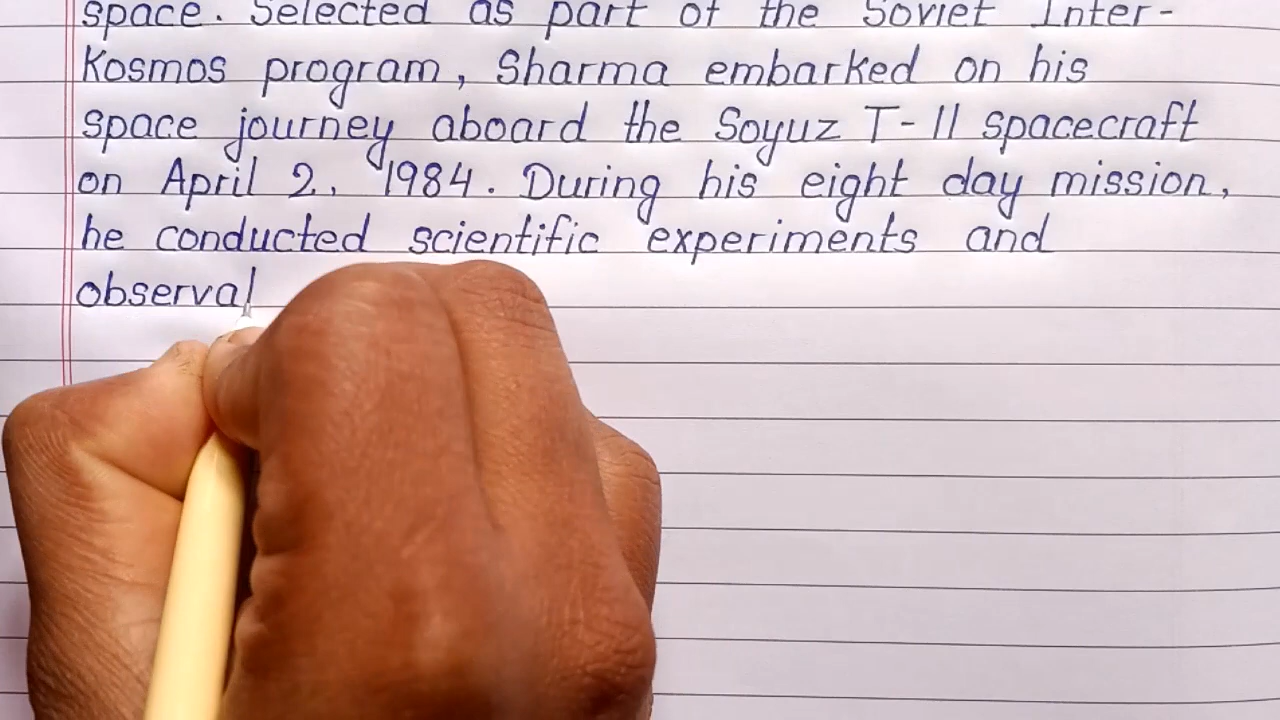 space. Selected as part of the Soviet Inter-
Kosmos program, Sharma embarked on his
space journey aboard the Soyuz T-11 spacecraft
on April 2, 1984. During his eight day mission,
he conducted scientific experiments and
observal